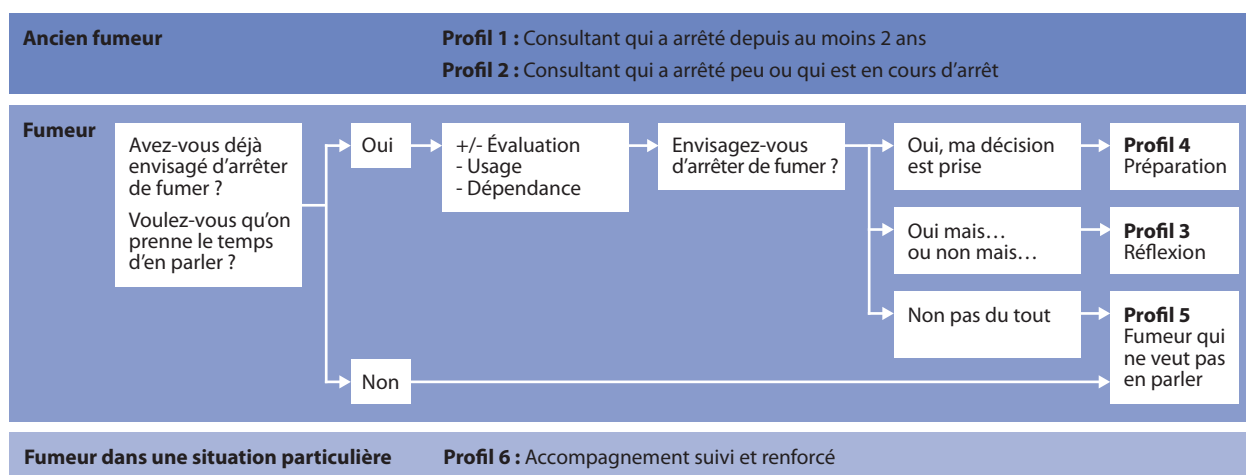 Ancien fumeur
Profil 1 : Consultant qui a arrêté depuis au moins 2 ans
Profil 2 : Consultant qui a arrêté peu ou qui est en cours d’arrêt
Fumeur
Avez-vous déjà
envisagé d’arrêter
de fumer ?
Voulez-vous qu’on
prenne le temps
d’en parler ?
Oui
+/- Évaluation
- Usage
- Dépendance
Envisagez-vous
d’arrêter de fumer ?
Oui, ma décision
est prise
Profil 4
Préparation
Oui mais…
ou non mais…
Profil 3
Réflexion
Non pas du tout
Profil 5
Fumeur qui
ne veut pas
en parler
Non
Fumeur dans une situation particulière
Profil 6 : Accompagnement suivi et renforcé